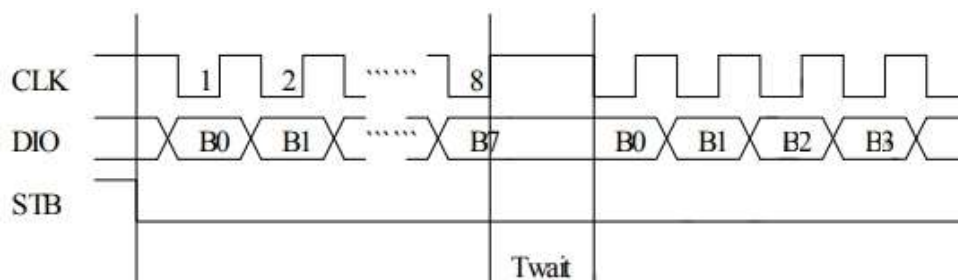 CLK 1 2 ...... 8
DIO B0 B1 ...... B7 B0 B1 B2 B3
STB
Twait